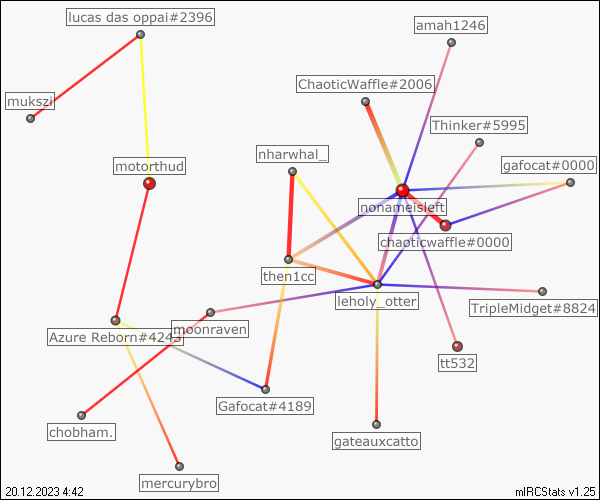 lucas das oppai#2396
amah1246
ChaoticWaffle#2006
mukszi
Thinker#5995
nharwhal_
motorthud
gafocat#0000
nonameisleft
chaoticwaffle#0000
then1cc
leholy_otter
TripleMidget#8824
Azure Reborn#4243
moonraven
tt532
Gafocat#4189
chobham.
gateauxcatto
mercurybro
20.12.2023 4:42
mIRCStats v1.25